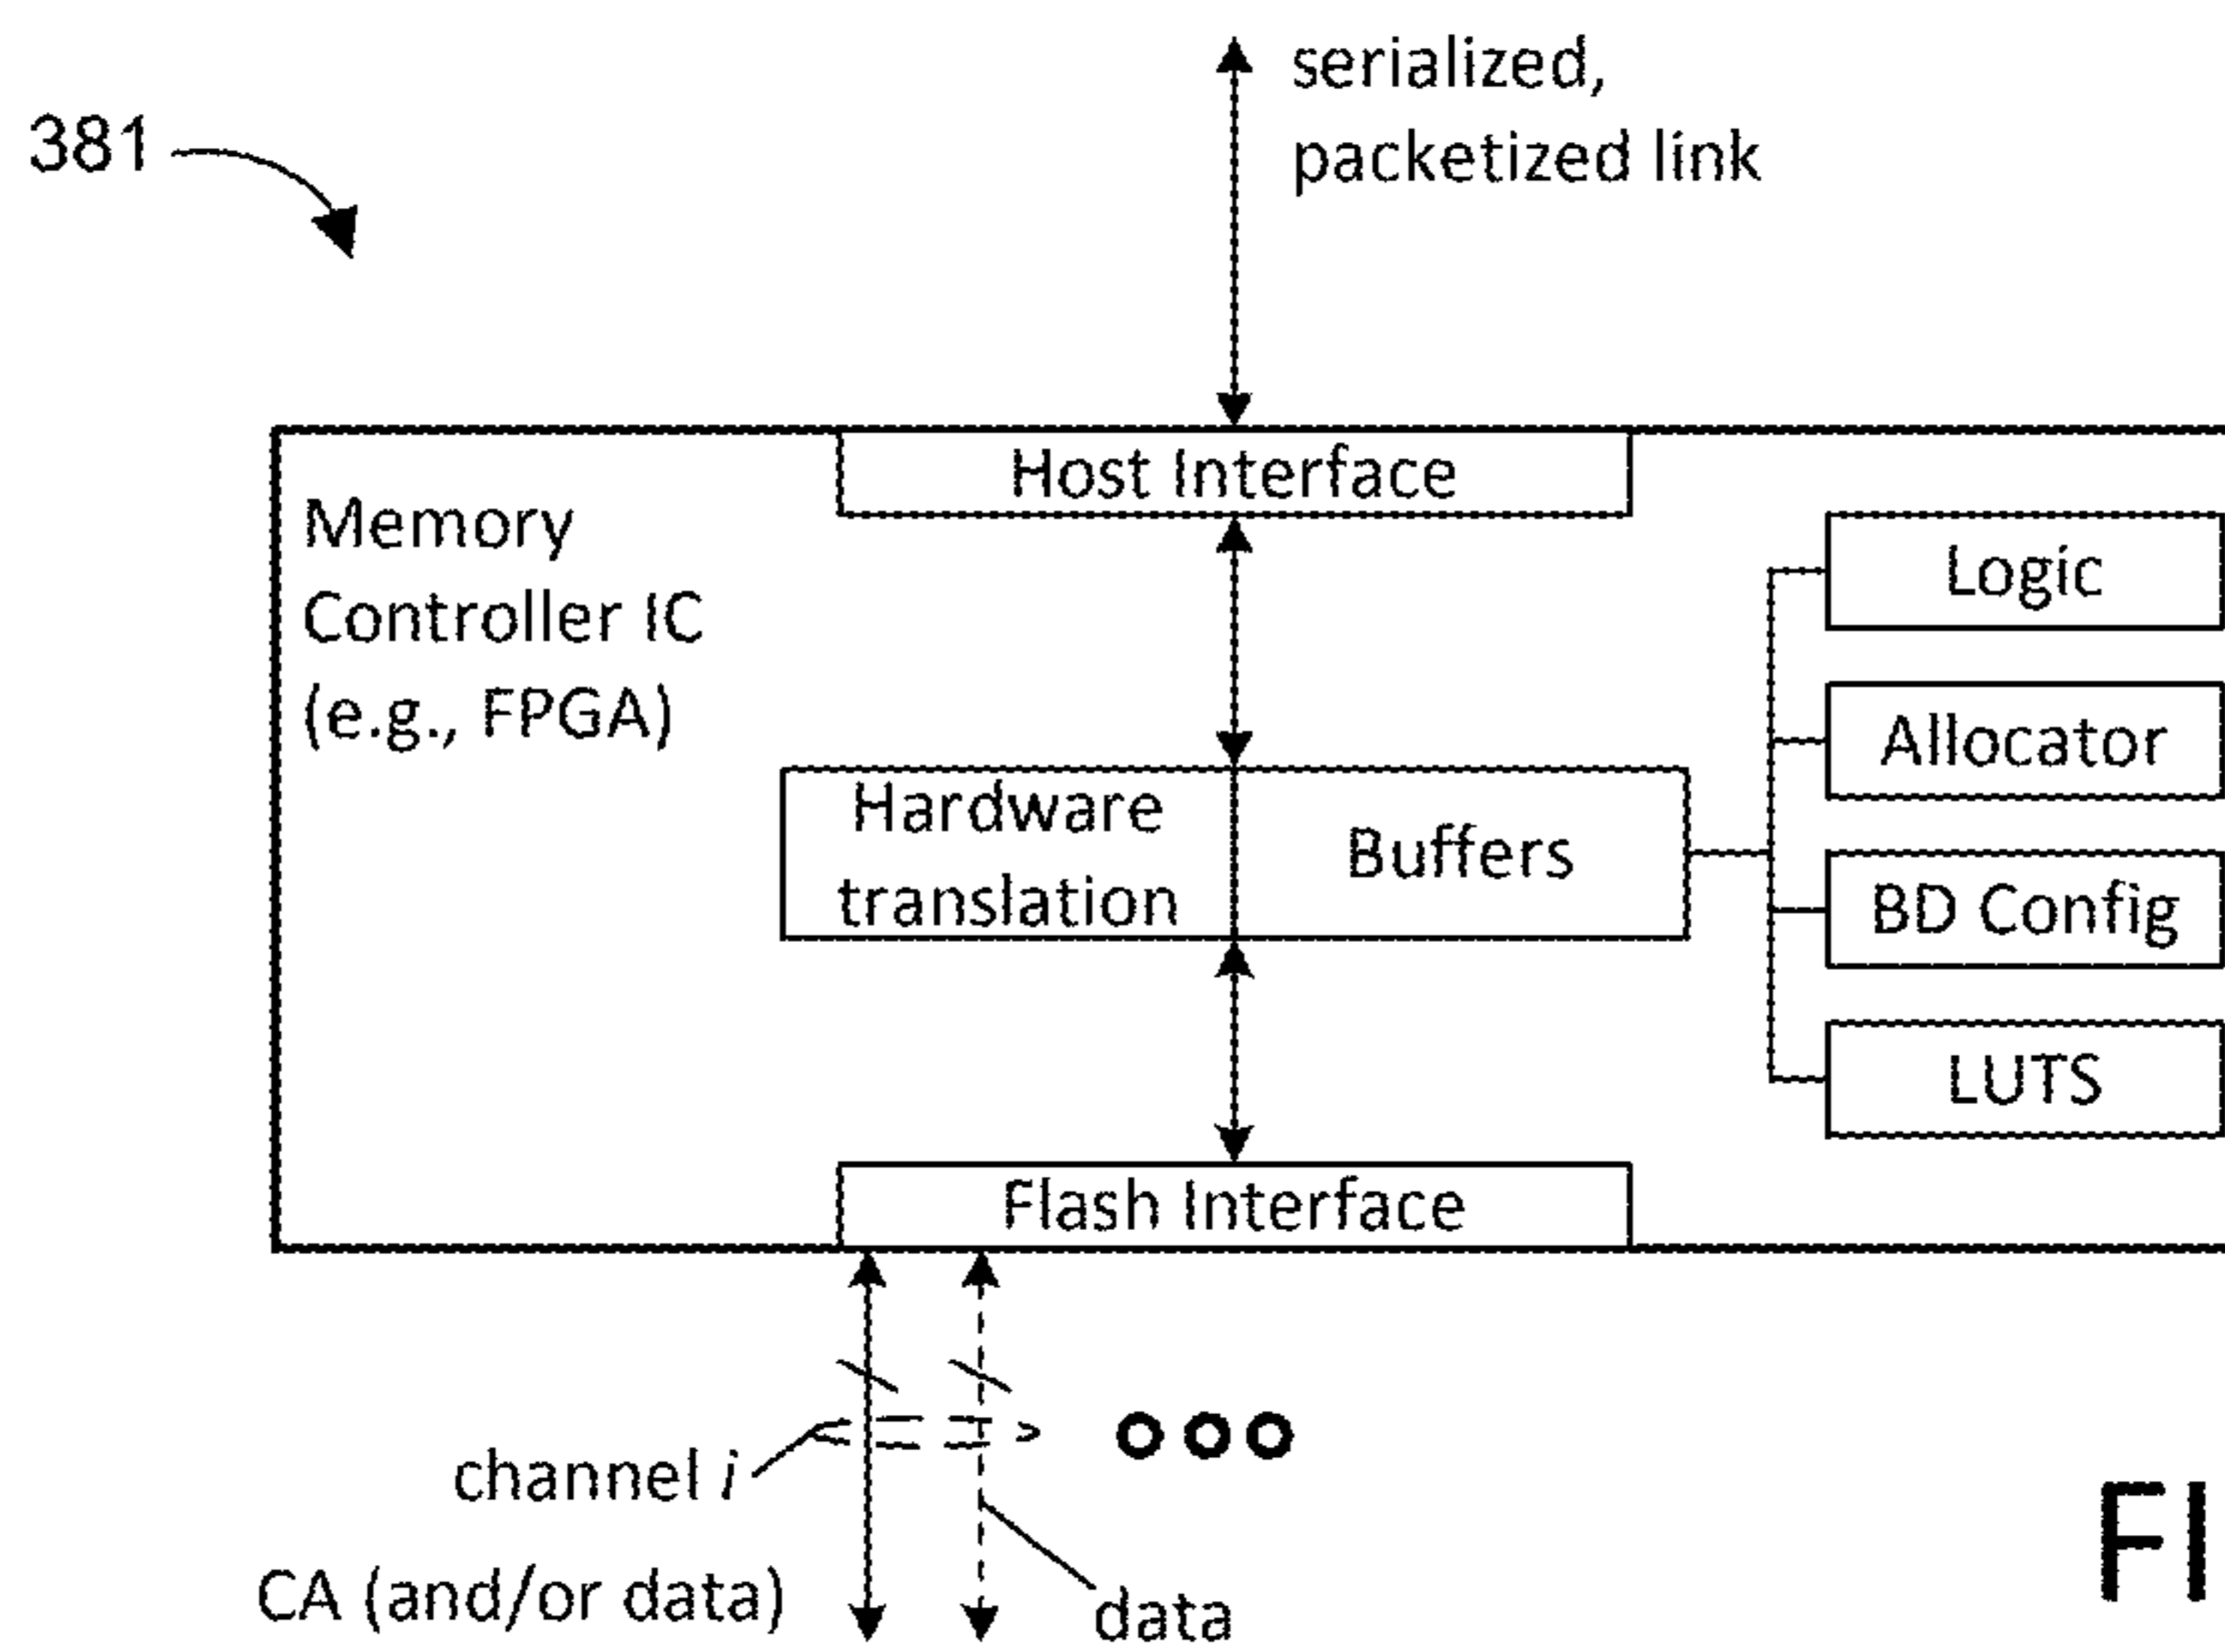 381
serialized,
packetized link
Host Interface
Memory
Controller IC
(e.g., FPGA)
Logic
Allocator
Hardware
translation
Buffers
BD Config
LUTS
Flash Interface
channel i
CA (and/or data)
data
FI